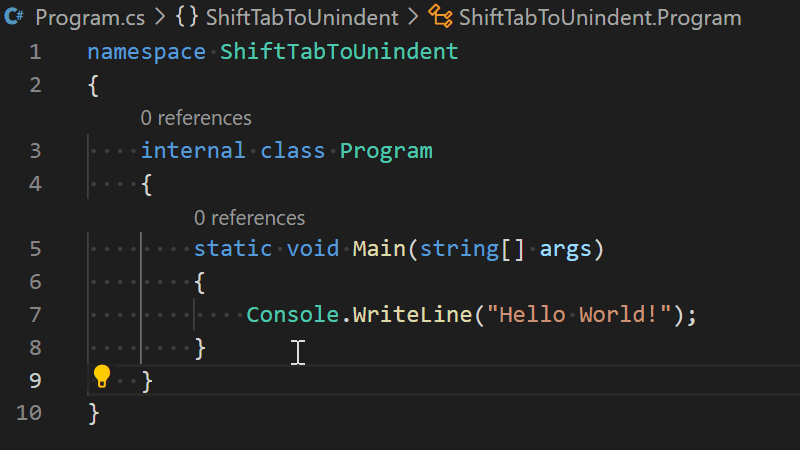 C# Program.cs > {} ShiftTabToUnindent > ShiftTabToUnindent.Program
1 namespace ShiftTabToUnindent
2 {
0 references
3     internal class Program
4     {
0 references
5         static void Main(string[] args)
6         {
7             Console.WriteLine("Hello World!");
8         }
9     }
10 }